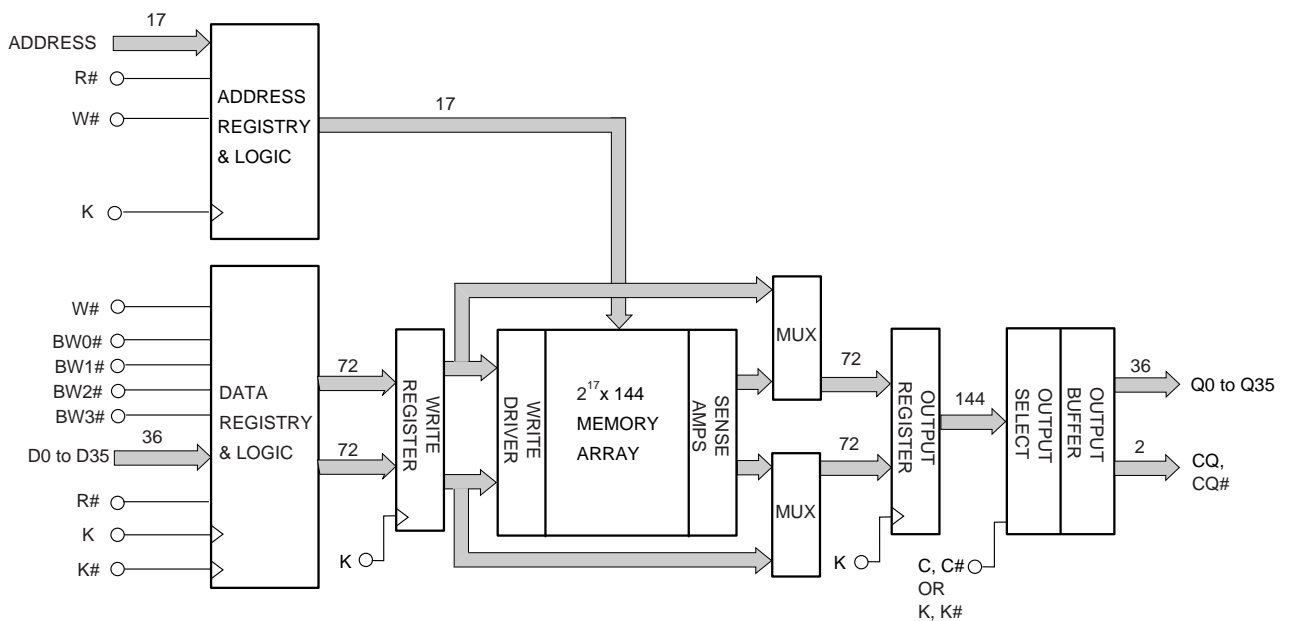 17
ADDRESS
R#
W#
K
ADDRESS
REGISTRY
& LOGIC
17
W#
BW0#
BW1#
BW2#
BW3#
36
D0 to D35
R#
K
K#
DATA
REGISTRY
& LOGIC
72
72
WRITE
REGISTER
K
WRITE
DRIVER
2^17 x 144
MEMORY
ARRAY
SENSE
AMPS
MUX
MUX
72
72
OUTPUT
REGISTER
K
144
OUTPUT
SELECT
OUTPUT
BUFFER
C, C#
OR
K, K#
36
Q0 to Q35
2
CQ,
CQ#